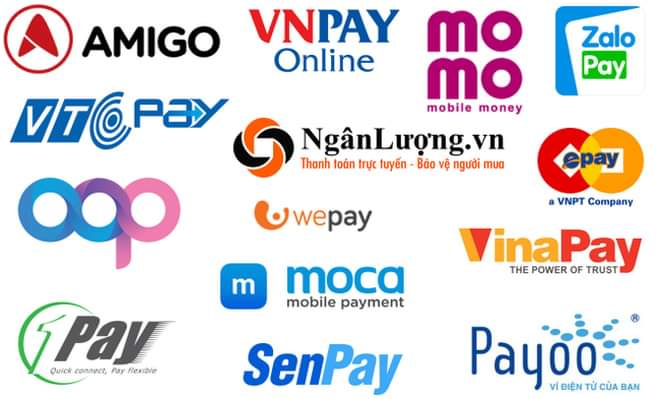 AMIGO
VNPAY
Online
mo
mo
mobile money
Zalo
Pay
VTC Pay
NgânLượng.vn
Thanh toán trực tuyến - Bảo vệ người mua
epay
a VNPT Company
wepay
VinaPay
THE POWER OF TRUST
m
moca
mobile payment
1Pay
Quick connect, Pay flexible
SenPay
Payoo®
VÍ ĐIỆN TỬ CỦA BẠN